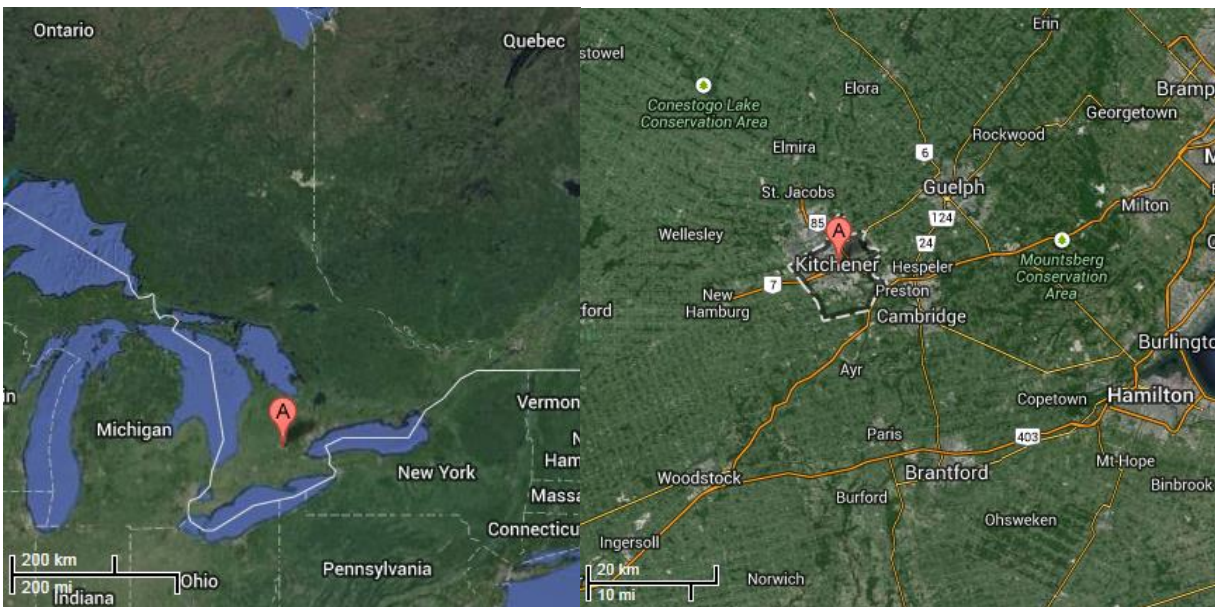 Ontario
Quebec
in
Michigan
A
Vermon
N
Ham
New York
Massa
Connecticu
Pennsylvania
Ohio
Indiana
200 km
200 mi
Erin
stowel
Elora
Conestogo Lake
Conservation Area
Bramp
Georgetown
Rockwood
Elmira
6
M
St. Jacobs
Guelph
85
124
Milton
Wellesley
A
24
Kitchener
Hespeler
Mountsberg
Conservation
Area
7
New
Hamburg
Preston
ford
Cambridge
Burlingto
Ayr
Copetown
Hamilton
Paris
403
Woodstock
Brantford
Mt-Hope
Burford
Binbrook
Ohsweken
Ingersoll
Norwich
20 km
10 mi